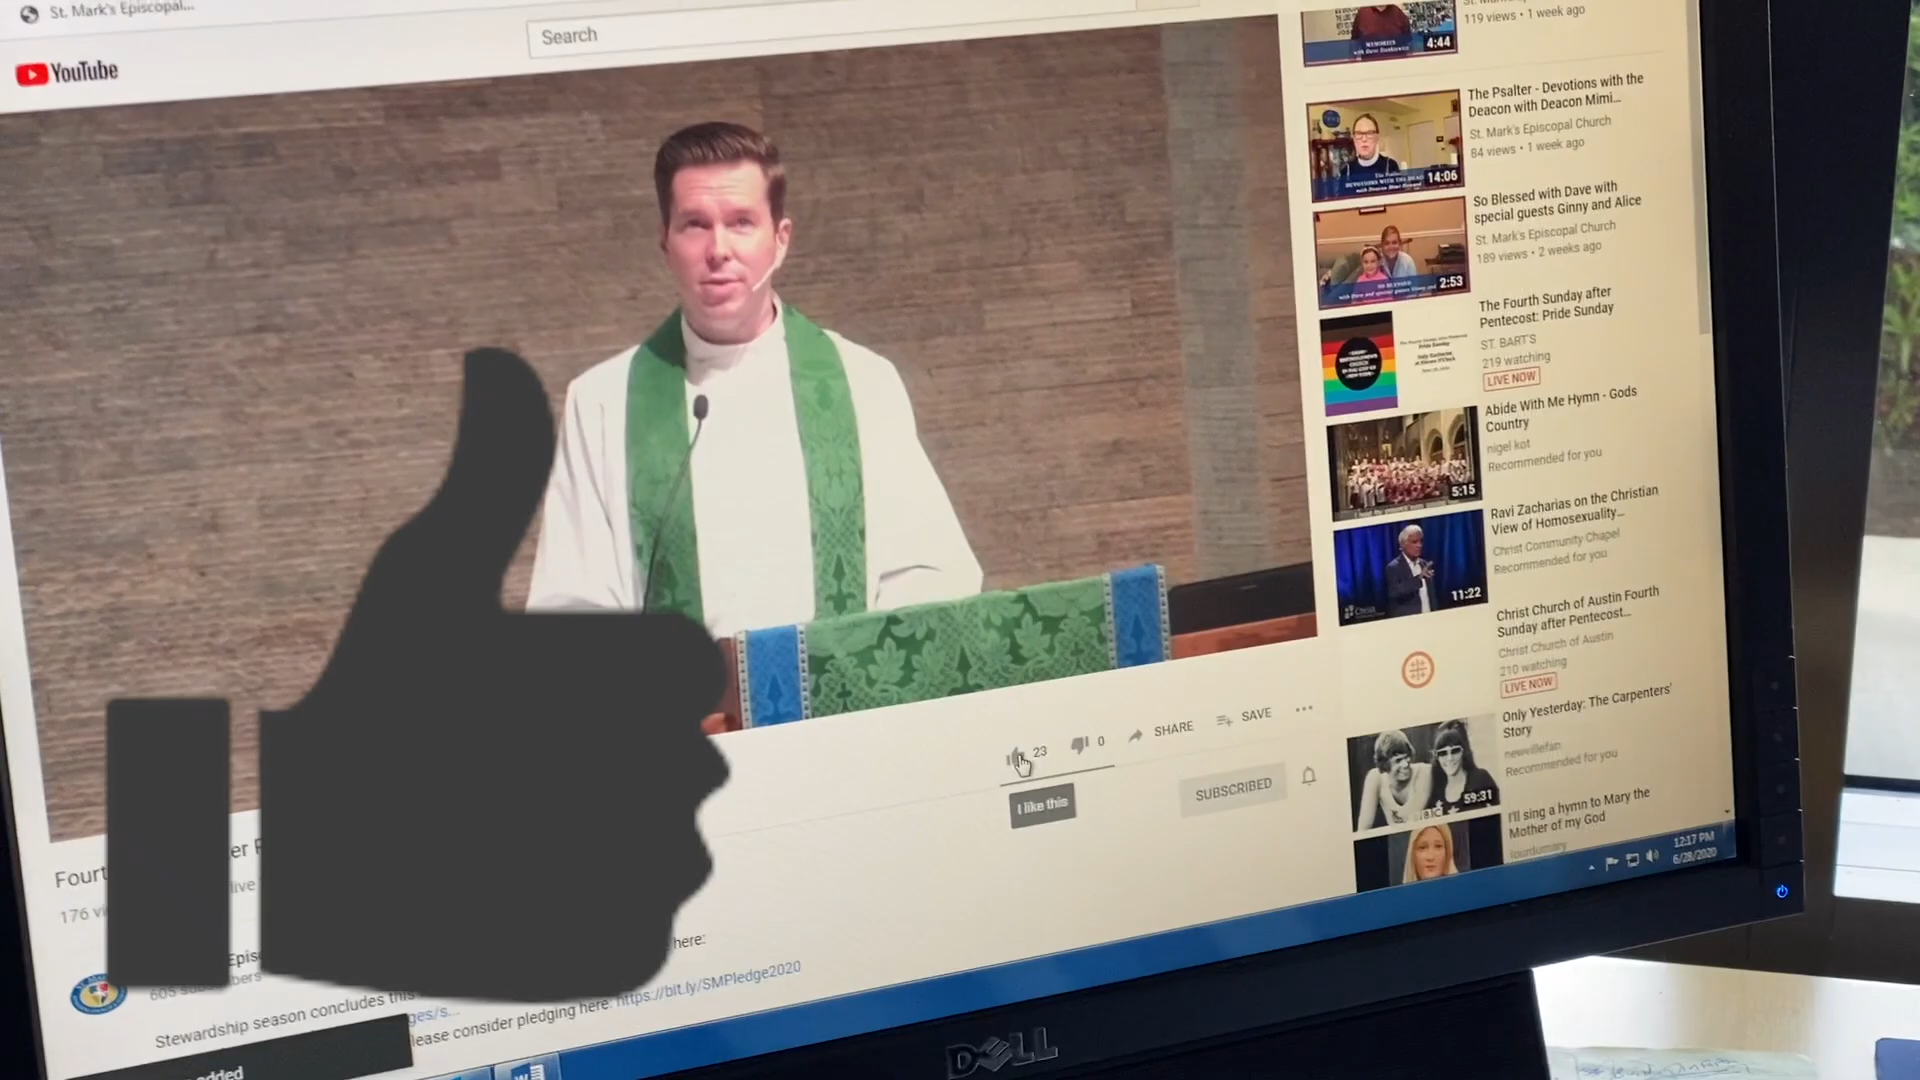 St. Mark's Episcopal...
YouTube
Search
4:44
119 views • 1 week ago
The Psalter - Devotions with the
Deacon with Deacon Mimi...
St. Mark's Episcopal Church
84 views • 1 week ago
14:06
So Blessed with Dave with
special guests Ginny and Alice
St. Mark's Episcopal Church
189 views • 2 weeks ago
2:53
The Fourth Sunday after
Pentecost: Pride Sunday
ST. BART'S
219 watching
LIVE NOW
Abide With Me Hymn - Gods
Country
nigel kot
Recommended for you
5:15
Ravi Zacharias on the Christian
View of Homosexuality...
Christ Community Chapel
Recommended for you
11:22
Christ Church of Austin Fourth
Sunday after Pentecost...
Christ Church of Austin
210 watching
LIVE NOW
Only Yesterday: The Carpenters'
Story
newvillefan
Recommended for you
59:31
I'll sing a hymn to Mary the
Mother of my God
23
0
SHARE
SAVE
I like this
SUBSCRIBED
Fourt
er
live
176 vi
Epis
605
here:
Stewardship season concludes this
ges/s...
lease consider pledging here: https://bit.ly/SMPledge2020
added
12:17 PM
6/28/2020
DELL